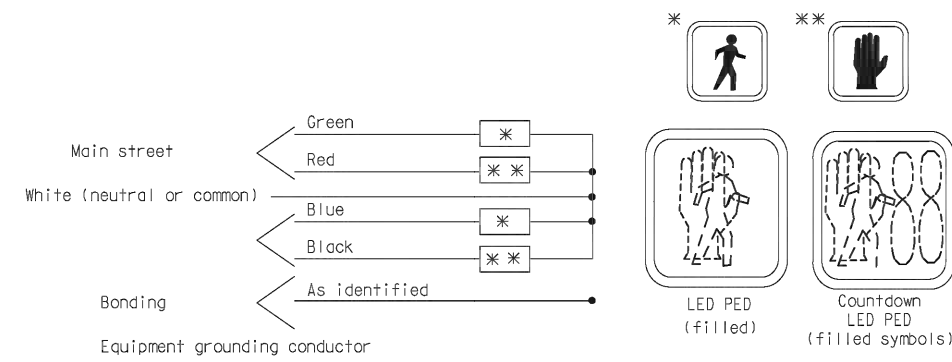 *
**
Green
*
Main street
Red
* *
White (neutral or common)
Blue
*
Black
* *
As identified
Bonding
Equipment grounding conductor
LED PED
(filled)
Countdown
LED PED
(filled symbols)